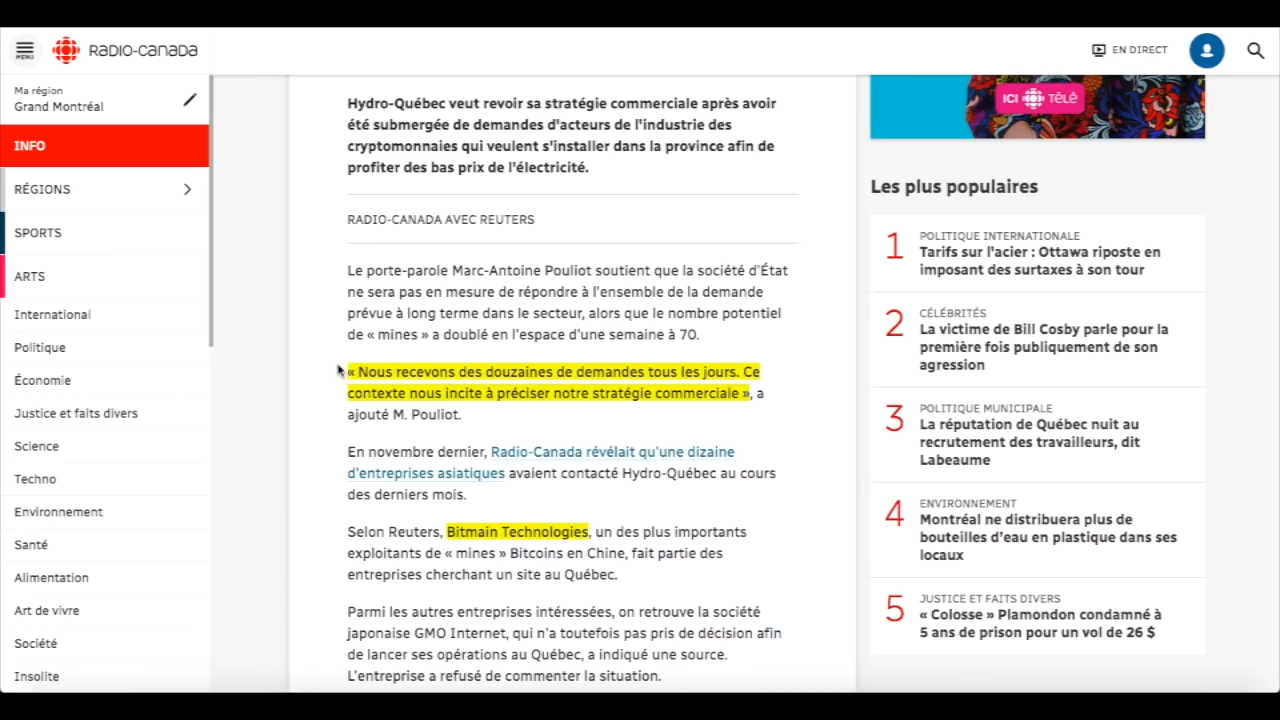 MENU
RADIO-CANADA
EN DIRECT
Ma région
Grand Montréal
INFO
RÉGIONS
SPORTS
ARTS
International
Politique
Économie
Justice et faits divers
Science
Techno
Environnement
Santé
Alimentation
Art de vivre
Société
Insolite
Hydro-Québec veut revoir sa stratégie commerciale après avoir
été submergée de demandes d'acteurs de l'industrie des
cryptomonnaies qui veulent s'installer dans la province afin de
profiter des bas prix de l'électricité.
RADIO-CANADA AVEC REUTERS
Le porte-parole Marc-Antoine Pouliot soutient que la société d'État
ne sera pas en mesure de répondre à l'ensemble de la demande
prévue à long terme dans le secteur, alors que le nombre potentiel
de « mines » a doublé en l'espace d'une semaine à 70.
« Nous recevons des douzaines de demandes tous les jours. Ce
contexte nous incite à préciser notre stratégie commerciale », a
ajouté M. Pouliot.
En novembre dernier, Radio-Canada révélait qu'une dizaine
d'entreprises asiatiques avaient contacté Hydro-Québec au cours
des derniers mois.
Selon Reuters, Bitmain Technologies, un des plus importants
exploitants de « mines » Bitcoins en Chine, fait partie des
entreprises cherchant un site au Québec.
Parmi les autres entreprises intéressées, on retrouve la société
japonaise GMO Internet, qui n'a toutefois pas pris de décision afin
de lancer ses opérations au Québec, a indiqué une source.
L'entreprise a refusé de commenter la situation.
ICI TÉLÉ
Les plus populaires
1 POLITIQUE INTERNATIONALE
Tarifs sur l'acier : Ottawa riposte en
imposant des surtaxes à son tour
2 CÉLÉBRITÉS
La victime de Bill Cosby parle pour la
première fois publiquement de son
agression
3 POLITIQUE MUNICIPALE
La réputation de Québec nuit au
recrutement des travailleurs, dit
Labeaume
4 ENVIRONNEMENT
Montréal ne distribuera plus de
bouteilles d'eau en plastique dans ses
locaux
5 JUSTICE ET FAITS DIVERS
« Colosse » Plamondon condamné à
5 ans de prison pour un vol de 26 $